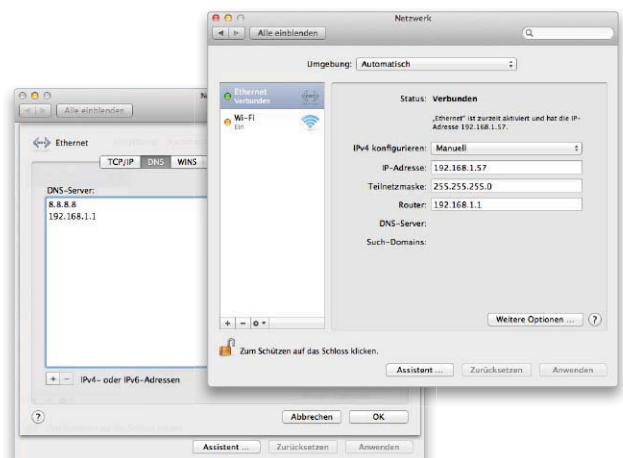 Netzwerk
Alle einblenden
Umgebung: Automatisch
Ethernet
Verbunden
Wi-Fi
Ein
Status: Verbunden
„Ethernet“ ist zurzeit aktiviert und hat die IP-
Adresse 192.168.1.57.
IPv4 konfigurieren: Manuell
IP-Adresse: 192.168.1.57
Teilnetzmaske: 255.255.255.0
Router: 192.168.1.1
DNS-Server:
Such-Domains:
+ −
Weitere Optionen ... ?
Zum Schützen auf das Schloss klicken.
Assistent ... Zurücksetzen Anwenden
Alle einblenden
Ethernet
TCP/IP DNS WINS
DNS-Server:
8.8.8.8
192.168.1.1
+ − IPv4- oder IPv6-Adressen
? Abbrechen OK
Assistent ... Zurücksetzen Anwenden